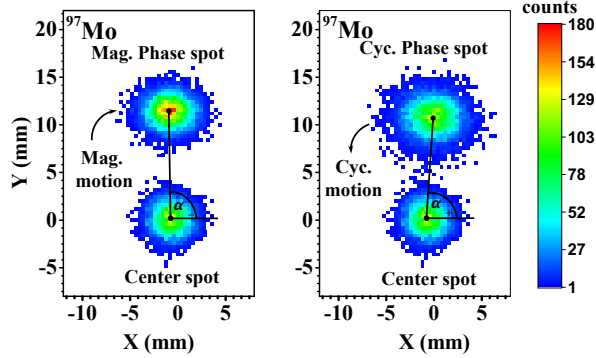 counts
⁹⁷Mo
Mag. Phase spot
Mag.
motion
α
Center spot
Y (mm)
20
15
10
5
0
-5
-10
-5
0
5
X (mm)
⁹⁷Mo
Cyc. Phase spot
Cyc.
motion
α
+
Center spot
20
15
10
5
0
-5
-10
-5
0
5
X (mm)
180
154
129
103
78
52
27
1